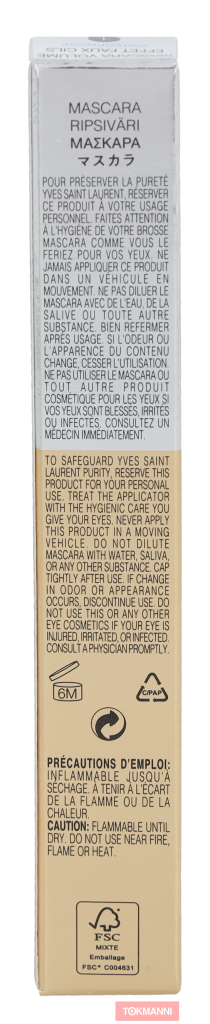 MASCARA VOLUME
EFFET FAUX CILS
MASCARA
RIPSIVÄRI
ΜΑΣΚΑΡΑ
マスカラ
POUR PRÉSERVER LA PURETÉ
YVES SAINT LAURENT, RÉSERVER
CE PRODUIT À VOTRE USAGE
PERSONNEL. FAITES ATTENTION
À L'HYGIÈNE DE VOTRE BROSSE
MASCARA COMME VOUS LE
FERIEZ POUR VOS YEUX. NE
JAMAIS APPLIQUER CE PRODUIT
DANS UN VÉHICULE EN
MOUVEMENT. NE PAS DILUER LE
MASCARA AVEC DE L'EAU, DE LA
SALIVE OU TOUTE AUTRE
SUBSTANCE. BIEN REFERMER
APRÈS USAGE. SI L'ODEUR OU
L'APPARENCE DU CONTENU
CHANGE, CESSER L'UTILISATION.
NE PAS UTILISER LE MASCARA OU
TOUT AUTRE PRODUIT
COSMÉTIQUE POUR LES YEUX SI
VOS YEUX SONT BLESSÉS, IRRITÉS
OU INFECTÉS. CONSULTEZ UN
MÉDECIN IMMÉDIATEMENT.
TO SAFEGUARD YVES SAINT
LAURENT PURITY, RESERVE THIS
PRODUCT FOR YOUR PERSONAL
USE. TREAT THE APPLICATOR
WITH THE HYGIENIC CARE YOU
GIVE YOUR EYES. NEVER APPLY
THIS PRODUCT IN A MOVING
VEHICLE. DO NOT DILUTE
MASCARA WITH WATER, SALIVA,
OR ANY OTHER SUBSTANCE. CAP
TIGHTLY AFTER USE. IF CHANGE
IN ODOR OR APPEARANCE
OCCURS, DISCONTINUE USE. DO
NOT USE THIS OR ANY OTHER
EYE COSMETICS IF YOUR EYE IS
INJURED, IRRITATED, OR INFECTED.
CONSULT A PHYSICIAN PROMPTLY.
6M
C/PAP
PRÉCAUTIONS D'EMPLOI:
INFLAMMABLE JUSQU'À
SECHAGE. À TENIR À L'ÉCART
DE LA FLAMME OU DE LA
CHALEUR.
CAUTION: FLAMMABLE UNTIL
DRY. DO NOT USE NEAR FIRE,
FLAME OR HEAT.
FSC
MIXTE
Emballage
FSC® C004631
TOKMANNI